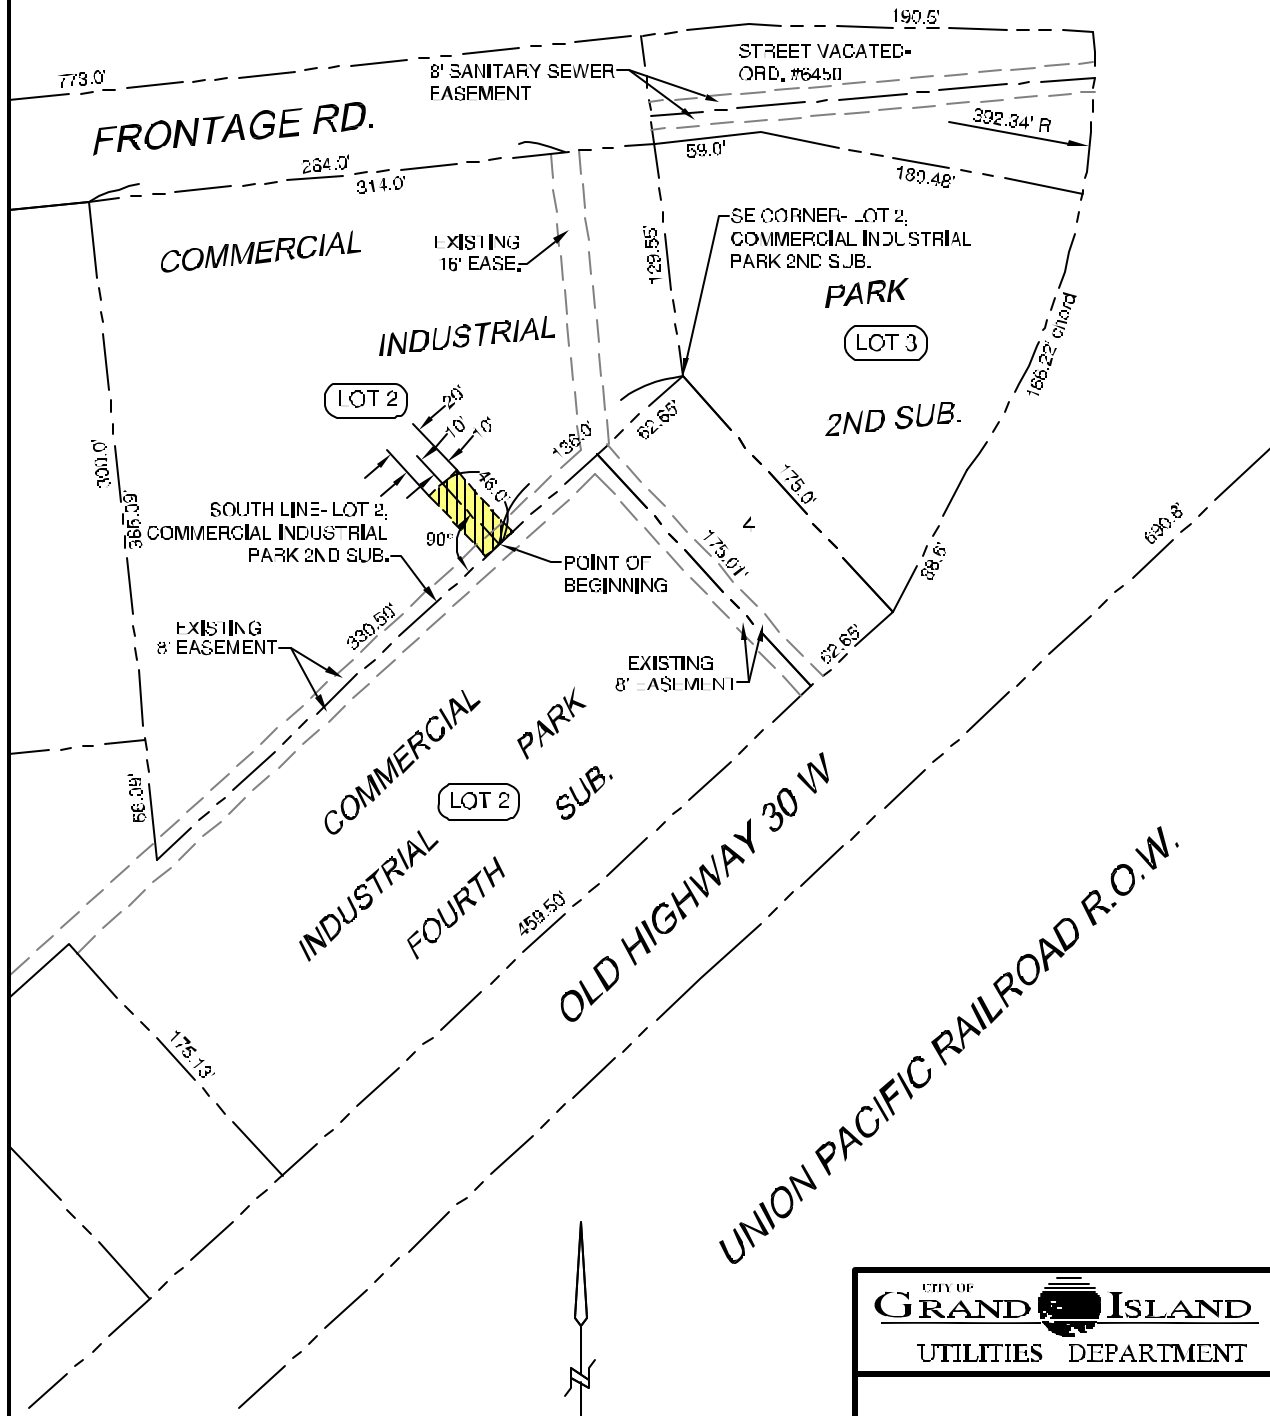 190.5'
773.0'
8' SANITARY SEWER
EASEMENT
STREET VACATED-
ORD. #6450
FRONTAGE RD.
392.34' R
264.0'
314.0'
59.0'
180.48'
COMMERCIAL
EXISTING
16' EASE.
129.55'
SE CORNER- LOT 2,
COMMERCIAL INDUSTRIAL
PARK 2ND SUB.
PARK
INDUSTRIAL
LOT 3
166.22' chord
LOT 2
20'
10'
10'
2ND SUB.
136.0'
62.65'
300.0'
365.09'
46.0'
175.0'
SOUTH LINE- LOT 2,
COMMERCIAL INDUSTRIAL
PARK 2ND SUB.
90°
POINT OF
BEGINNING
175.01'
690.8'
EXISTING
8' EASEMENT
330.50'
EXISTING
8' EASEMENT
62.65'
66.09'
COMMERCIAL
PARK
LOT 2
SUB.
INDUSTRIAL
FOURTH
459.50'
OLD HIGHWAY 30 W
UNION PACIFIC RAILROAD R.O.W.
175.13'
CITY OF
GRAND ISLAND
UTILITIES DEPARTMENT